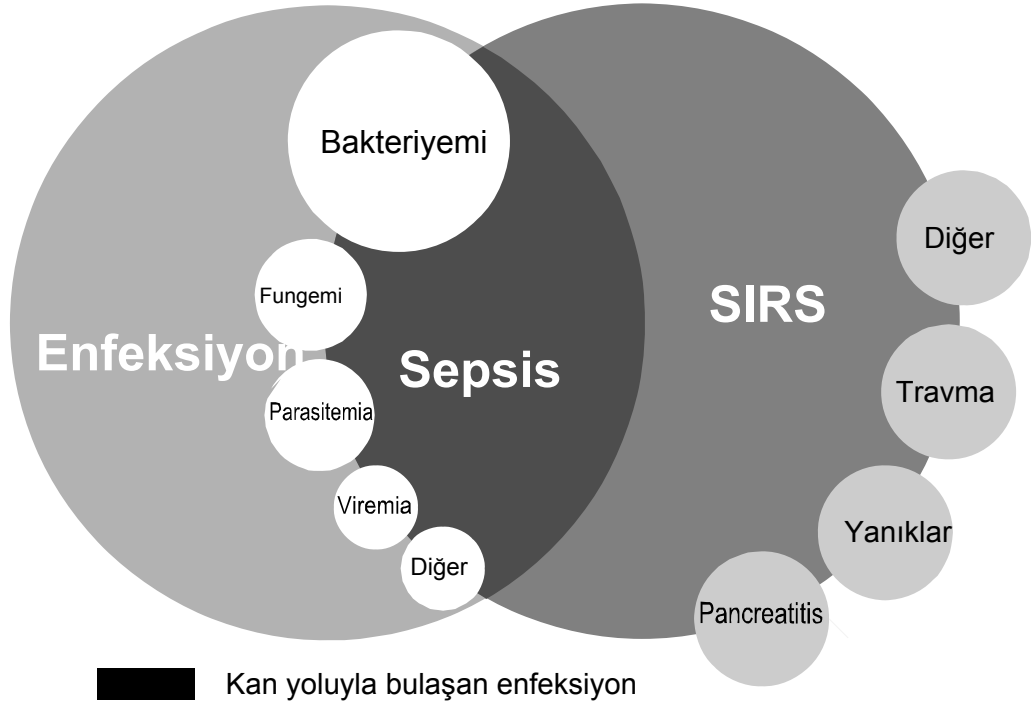 Bakteriyemi
Diğer
Fungemi
SIRS
Enfeksiyon
Sepsis
Travma
Parasitemia
Viremia
Yanıklar
Diğer
Pancreatitis
Kan yoluyla bulaşan enfeksiyon